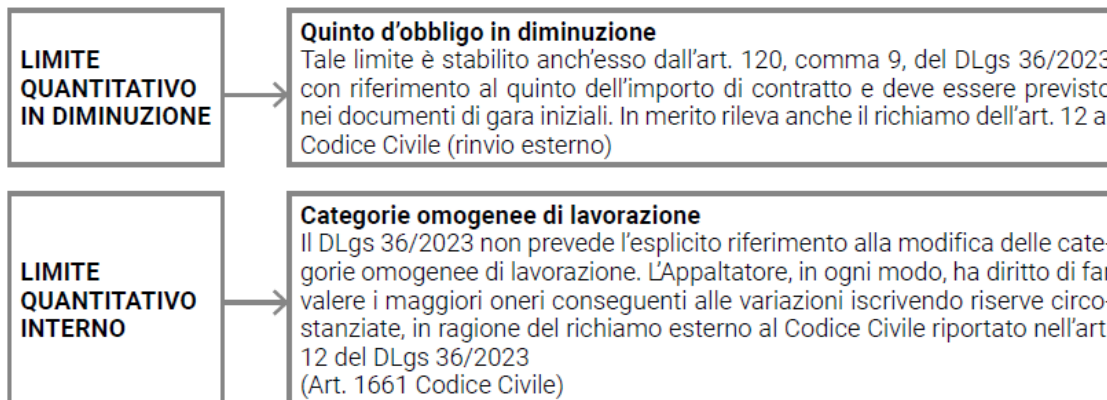 LIMITE
QUANTITATIVO
IN DIMINUZIONE
Quinto d’obbligo in diminuzione
Tale limite è stabilito anch’esso dall’art. 120, comma 9, del DLgs 36/2023
con riferimento al quinto dell’importo di contratto e deve essere previsto
nei documenti di gara iniziali. In merito rileva anche il richiamo dell’art. 12 al
Codice Civile (rinvio esterno)
LIMITE
QUANTITATIVO
INTERNO
Categorie omogenee di lavorazione
Il DLgs 36/2023 non prevede l’esplicito riferimento alla modifica delle cate-
gorie omogenee di lavorazione. L’Appaltatore, in ogni modo, ha diritto di far
valere i maggiori oneri conseguenti alle variazioni iscrivendo riserve circo-
stanziate, in ragione del richiamo esterno al Codice Civile riportato nell’art.
12 del DLgs 36/2023
(Art. 1661 Codice Civile)